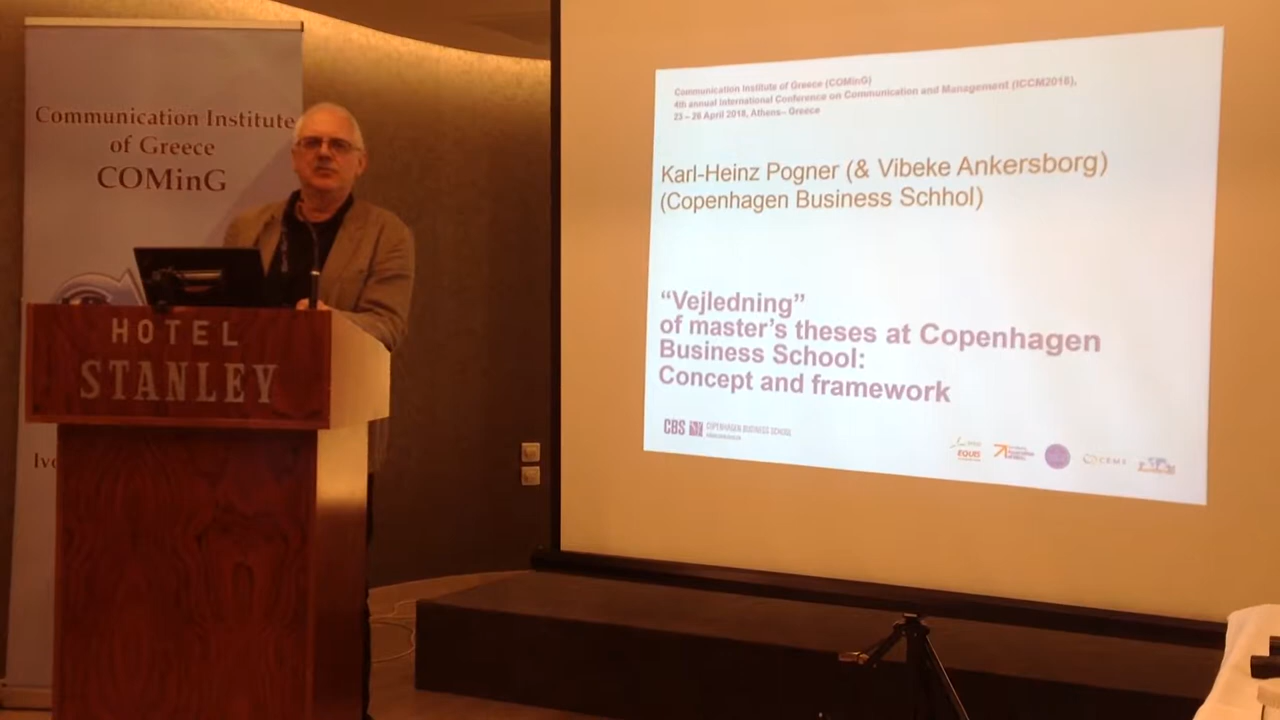 Communication Institute
of Greece
COMinG
HOTEL
STANLEY
Communication Institute of Greece (COMinG)
4th annual International Conference on Communication and Management (ICCM2018),
23 – 26 April 2018, Athens– Greece
Karl-Heinz Pogner (& Vibeke Ankersborg)
(Copenhagen Business Schhol)
“Vejledning”
of master’s theses at Copenhagen
Business School:
Concept and framework
CBS COPENHAGEN BUSINESS SCHOOL
EQUIS
CEMS